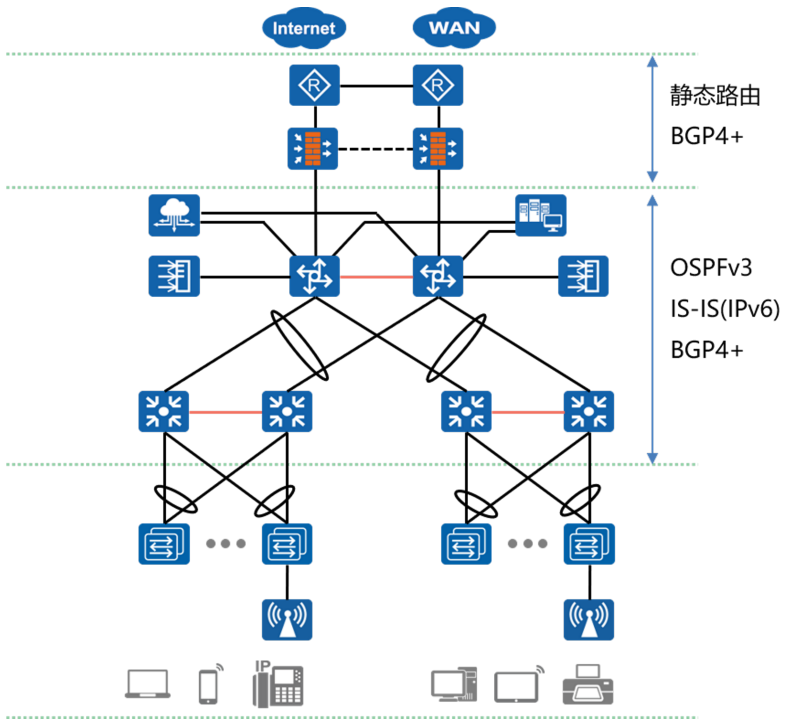 Internet
WAN
R
R
静态路由
BGP4+
OSPFv3
IS-IS(IPv6)
BGP4+
IP